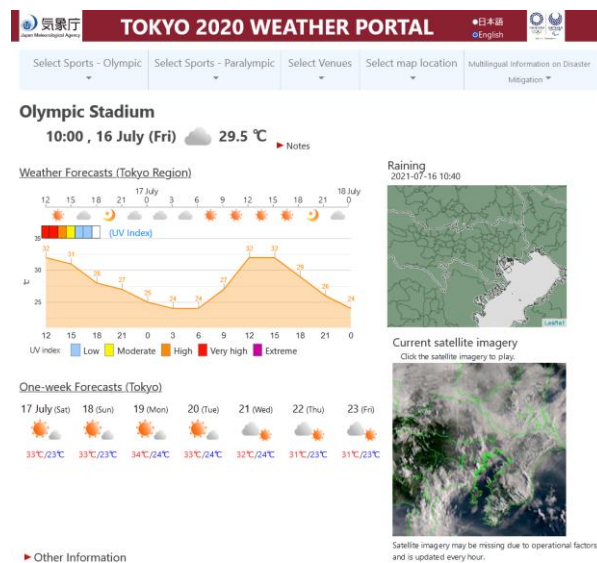 気象庁
Japan Meteorological Agency
TOKYO 2020 WEATHER PORTAL
●日本語
English
Select Sports - Olympic
Select Sports - Paralympic
Select Venues
Select map location
Multilingual Information on Disaster
Mitigation
Olympic Stadium
10:00 , 16 July (Fri) 29.5 ℃
Notes
Weather Forecasts (Tokyo Region)
17 July 18 July
12 15 18 21 0 3 6 9 12 15 18 21 0
(UV Index)
35
30
25
℃
32 31 28 27 25 24 24 27 32 32 29 26 24
12 15 18 21 0 3 6 9 12 15 18 21 0
UV index Low Moderate High Very high Extreme
One-week Forecasts (Tokyo)
17 July (Sat) 18 (Sun) 19 (Mon) 20 (Tue) 21 (Wed) 22 (Thu) 23 (Fri)
33℃/23℃ 33℃/23℃ 34℃/24℃ 33℃/24℃ 32℃/24℃ 31℃/23℃ 31℃/23℃
Other Information
Raining
2021-07-16 10:40
Leaflet
Current satellite imagery
Click the satellite imagery to play.
Satellite imagery may be missing due to operational factors
and is updated every hour.